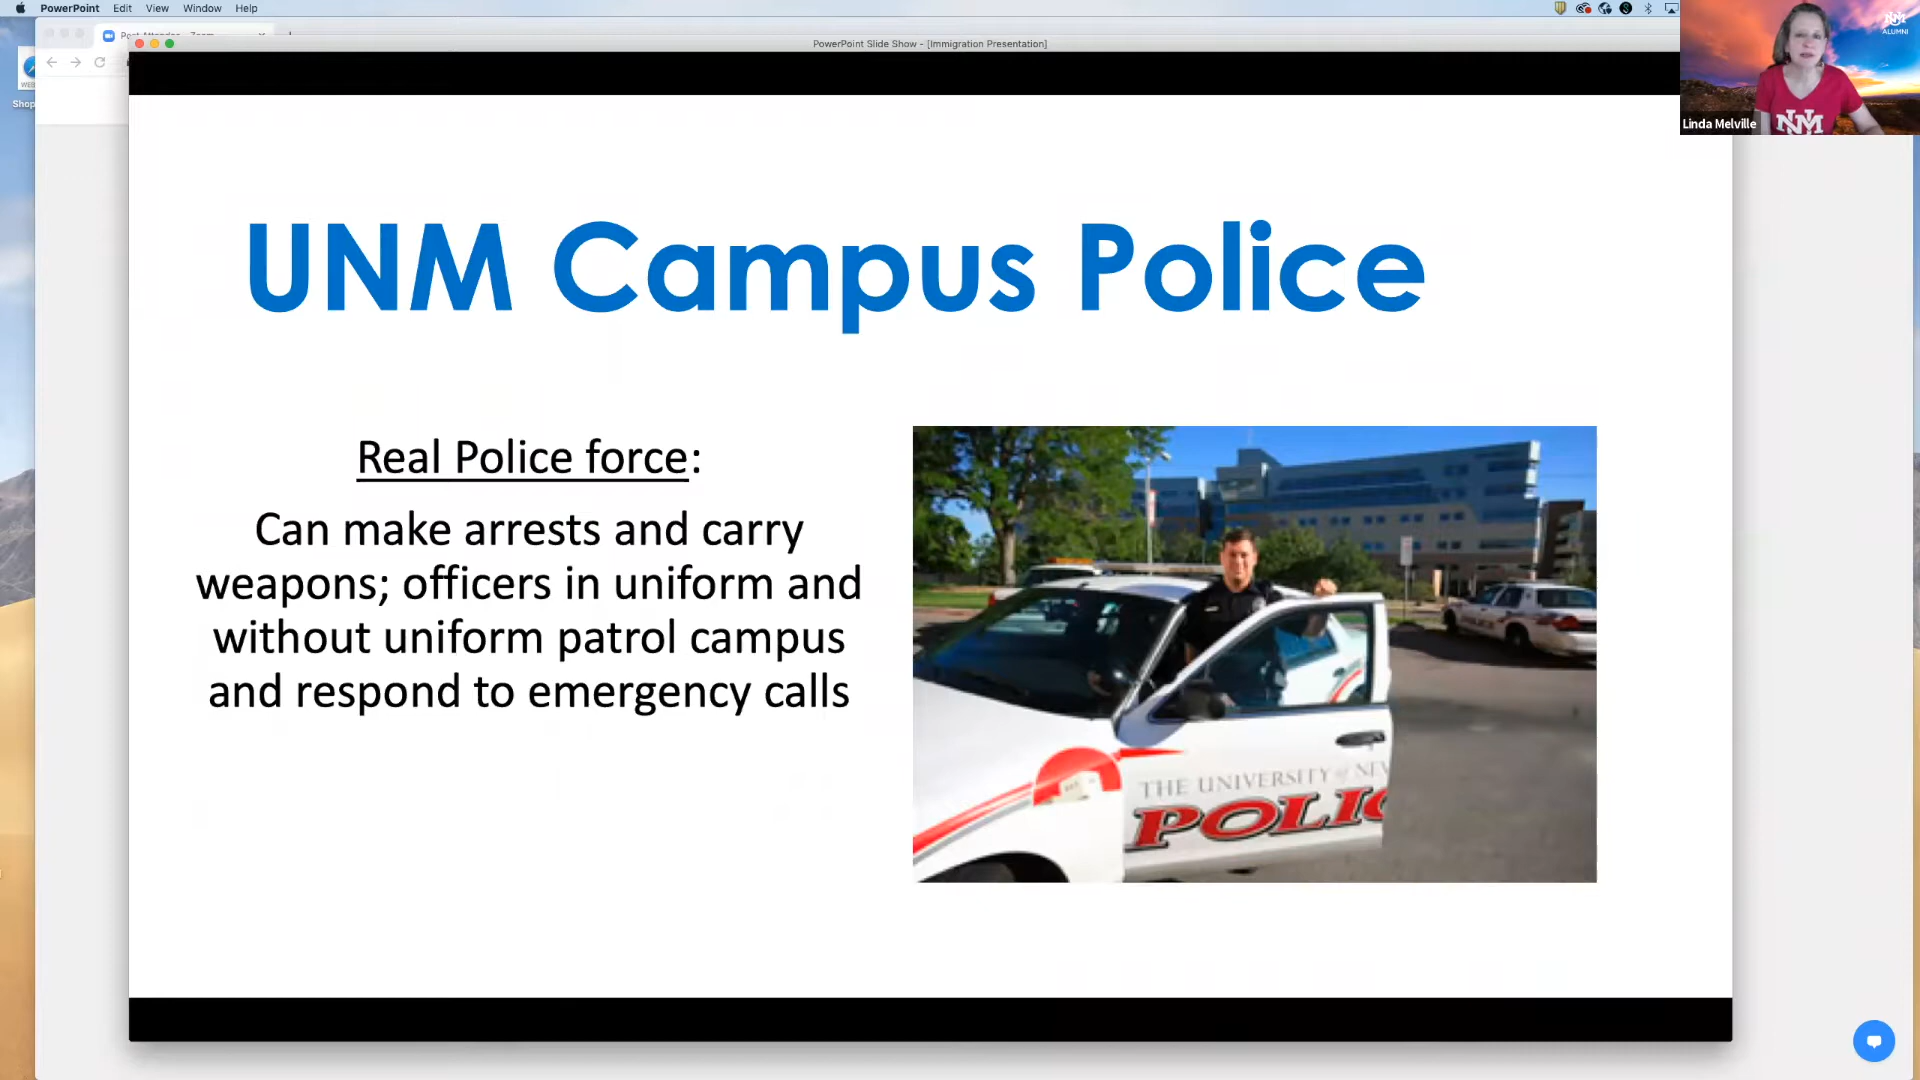 PowerPoint Edit View Window Help
PowerPoint Slide Show - [Immigration Presentation]
ALUMNI
Linda Melville
UNM Campus Police
Real Police force:
Can make arrests and carry
weapons; officers in uniform and
without uniform patrol campus
and respond to emergency calls
THE UNIVERSITY of NEW
POLIC